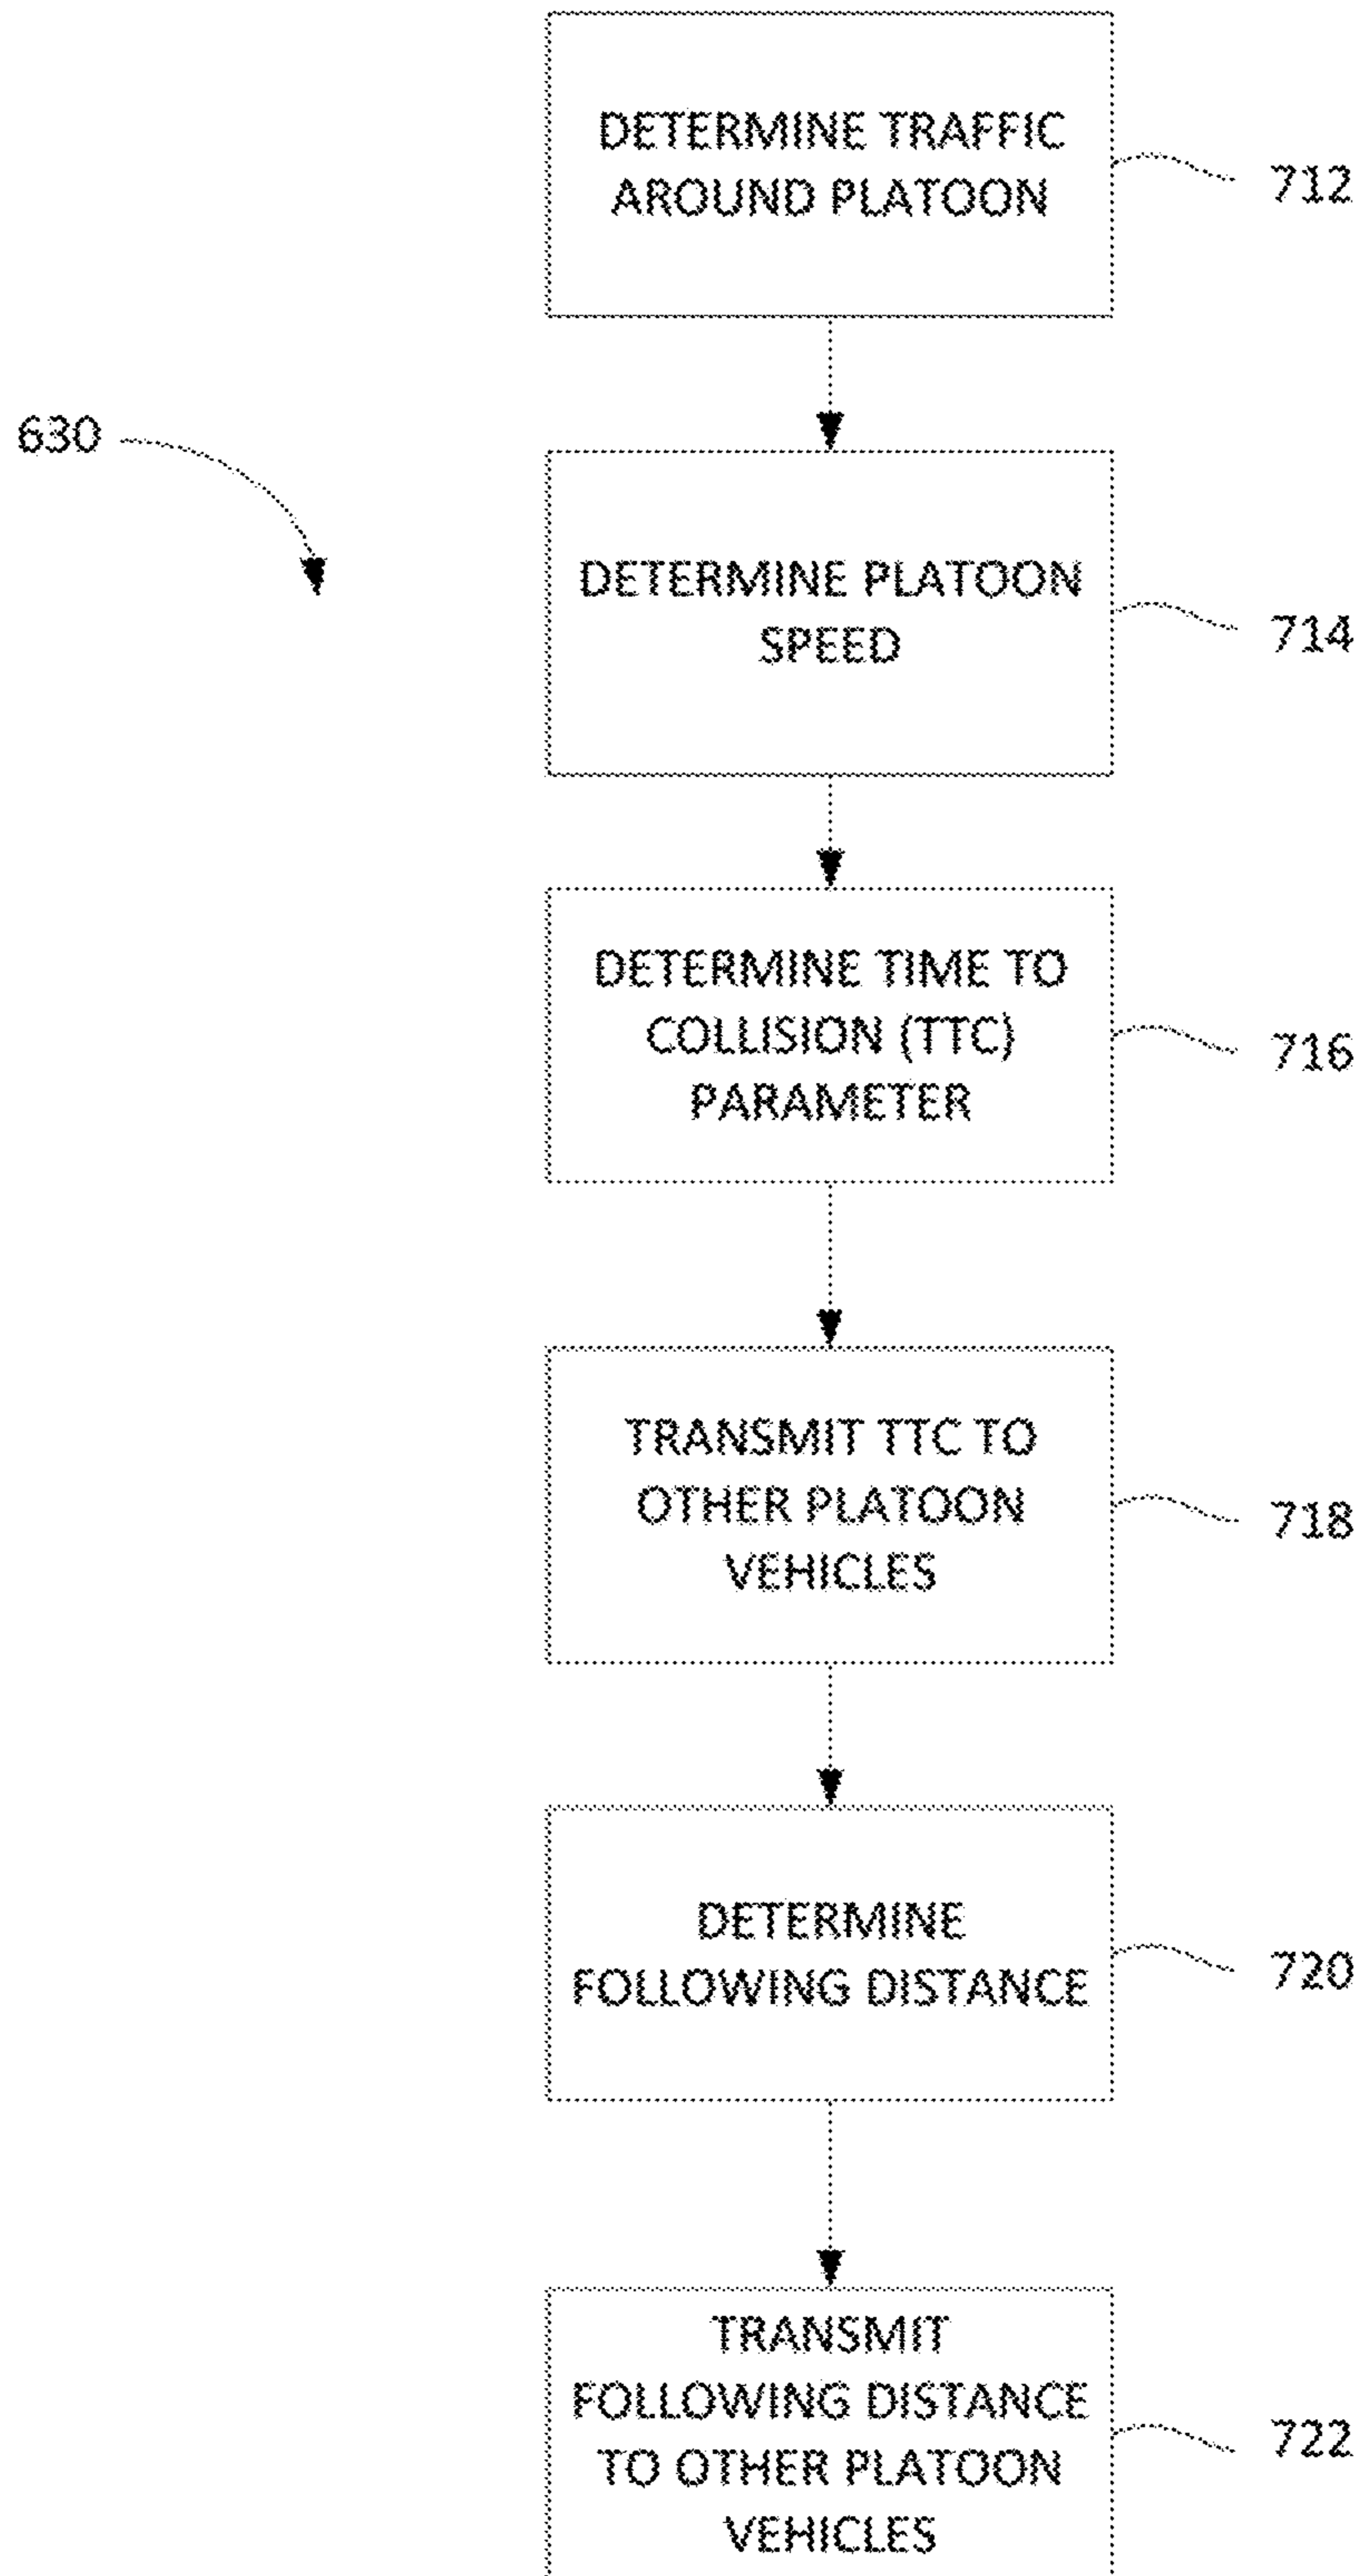 DETERMINE TRAFFIC
AROUND PLATOON
712
630
DETERMINE PLATOON
SPEED
714
DETERMINE TIME TO
COLLISION (TTC)
PARAMETER
716
TRANSMIT TTC TO
OTHER PLATOON
VEHICLES
718
DETERMINE
FOLLOWING DISTANCE
720
TRANSMIT
FOLLOWING DISTANCE
TO OTHER PLATOON
VEHICLES
722